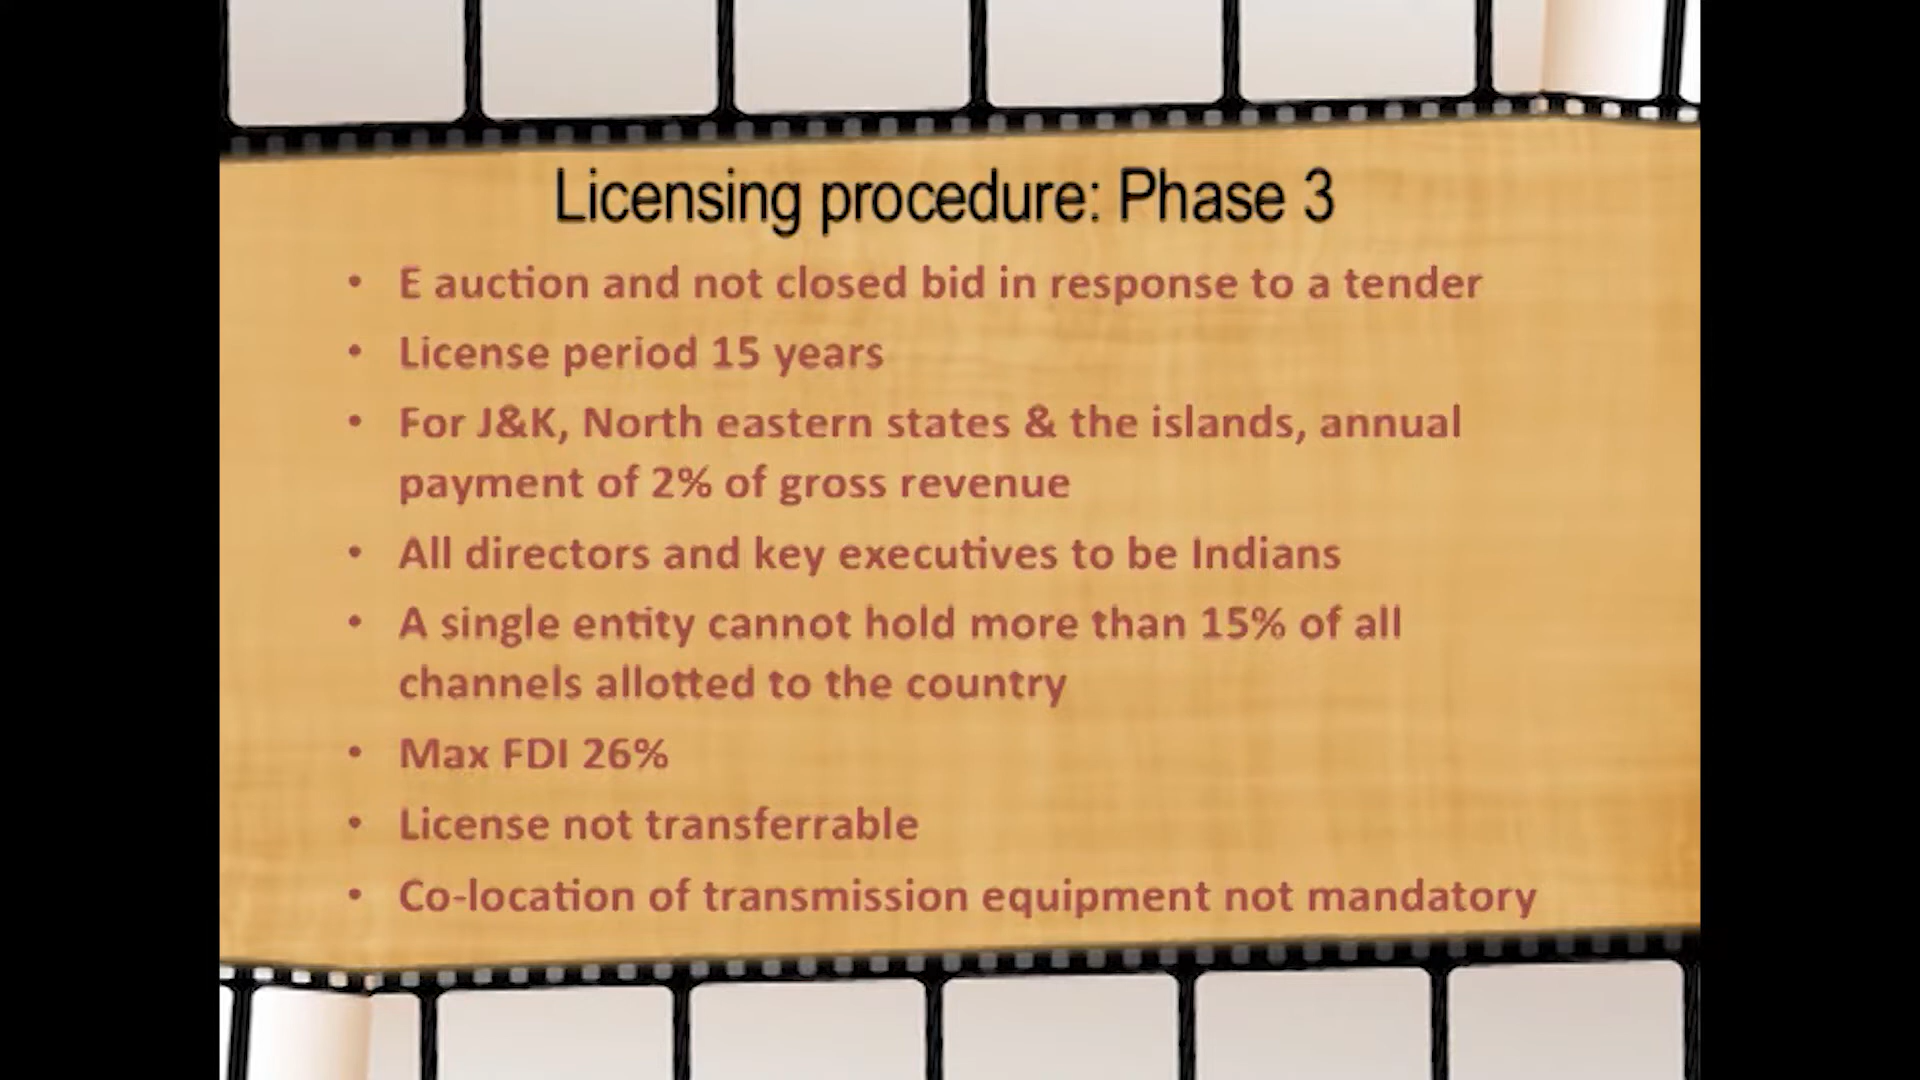 Licensing procedure: Phase 3
• E auction and not closed bid in response to a tender
• License period 15 years
• For J&K, North eastern states & the islands, annual
payment of 2% of gross revenue
• All directors and key executives to be Indians
• A single entity cannot hold more than 15% of all
channels allotted to the country
• Max FDI 26%
• License not transferrable
• Co-location of transmission equipment not mandatory